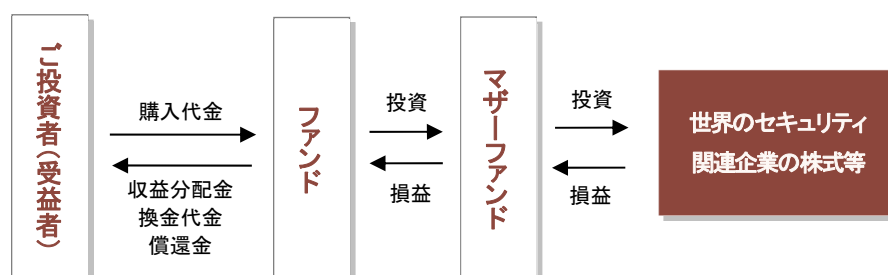 ご投資者(受益者)
購入代金
収益分配金
換金代金
償還金
ファンド
投資
損益
マザーファンド
投資
損益
世界のセキュリティ
関連企業の株式等